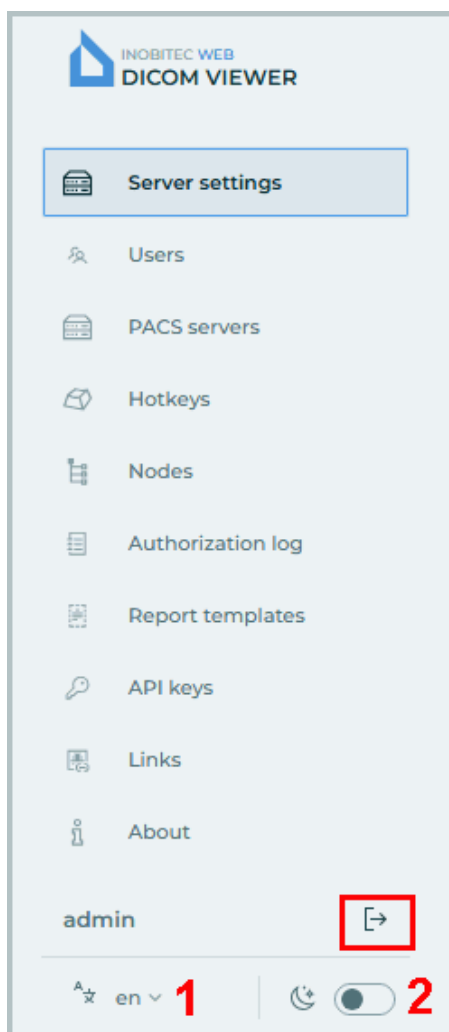 INOBITEC WEB
DICOM VIEWER
Server settings
Users
PACS servers
Hotkeys
Nodes
Authorization log
Report templates
API keys
Links
About
admin
en 1 2